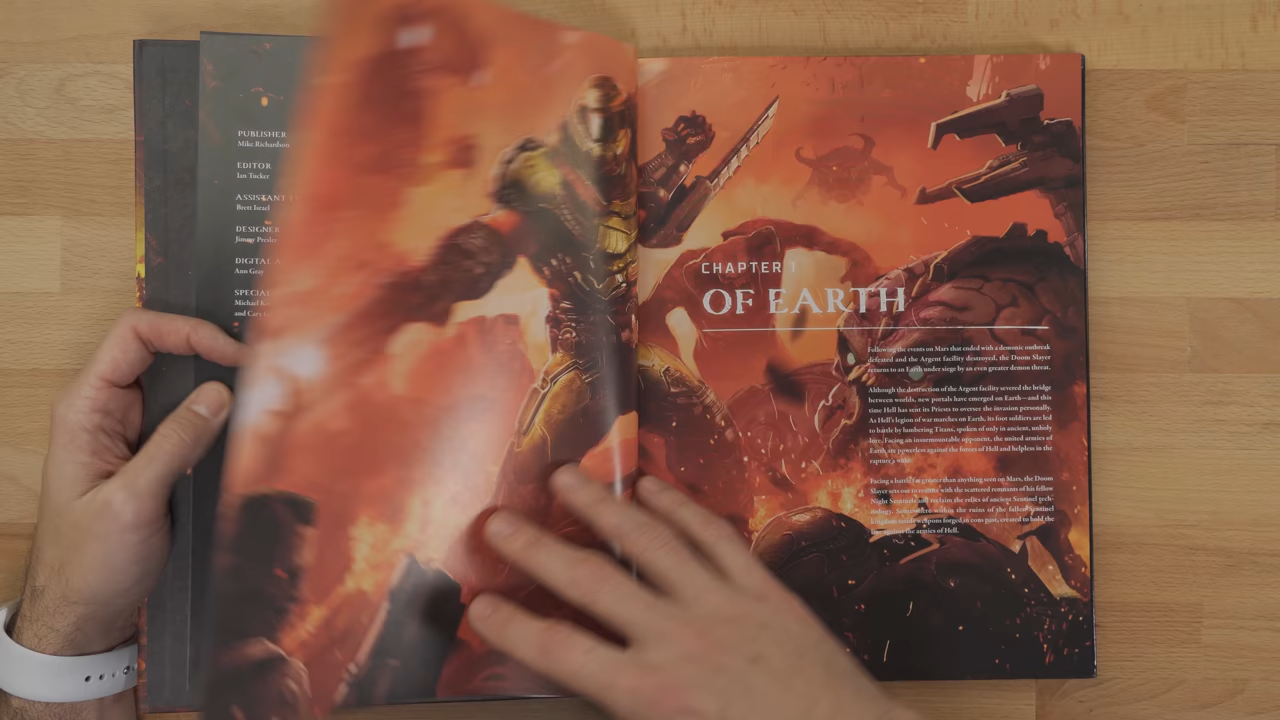 PUBLISHER
Mike Richardson
EDITOR
Ian Tucker
ASSISTANT
Brett Israel
DESIGNER
Jimmy Presler
DIGITAL
Ann Gray
SPECIAL
Michael
and Cary
CHAPTER 1
OF EARTH
Following the events on Mars that ended with a demonic outbreak
defeated and the Argent facility destroyed, the Doom Slayer
returns to an Earth under siege by an even greater demon threat.
Although the destruction of the Argent facility severed the bridge
between worlds, new portals have emerged on Earth—and this
time Hell has sent its Priests to oversee the invasion personally.
As Hell's legion of war marches on Earth, its foot soldiers are led
to battle by lumbering Titans, spoken of only in ancient, unholy
lore. Facing an insurmountable opponent, the united armies of
Earth are powerless against the forces of Hell and helpless in the
rapture's wake.
Facing a battle far greater than anything seen on Mars, the Doom
Slayer sets out to reunite with the scattered remnants of his fellow
Night Sentinels and reclaim the relics of ancient Sentinel tech-
nology. Somewhere within the ruins of the fallen Sentinel
kingdom reside weapons forged in eons past, created to hold the
line against the armies of Hell.